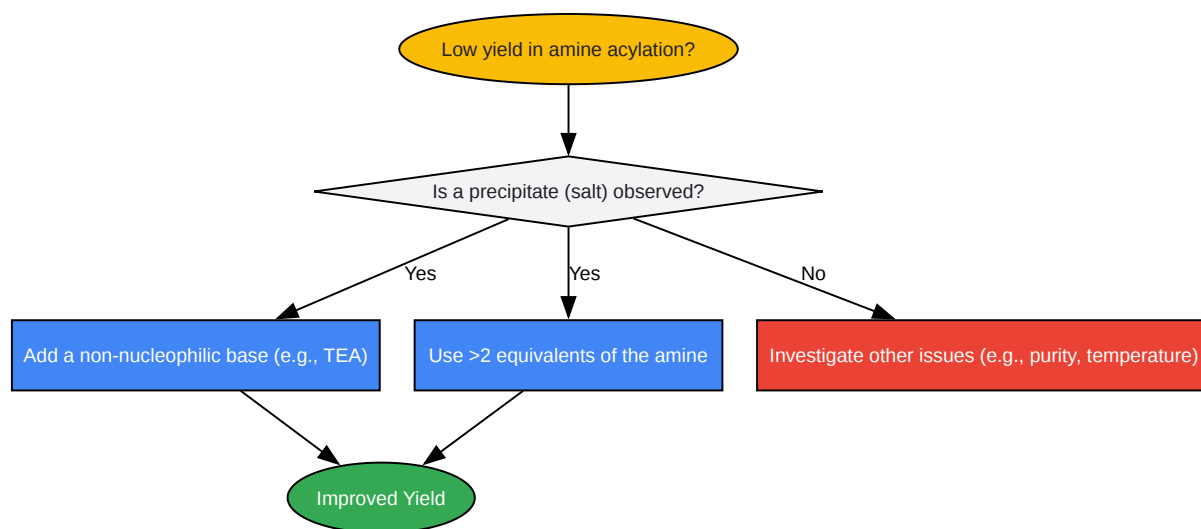 Low yield in amine acylation?
Is a precipitate (salt) observed?
Yes
Yes
No
Add a non-nucleophilic base (e.g., TEA)
Use >2 equivalents of the amine
Investigate other issues (e.g., purity, temperature)
Improved Yield